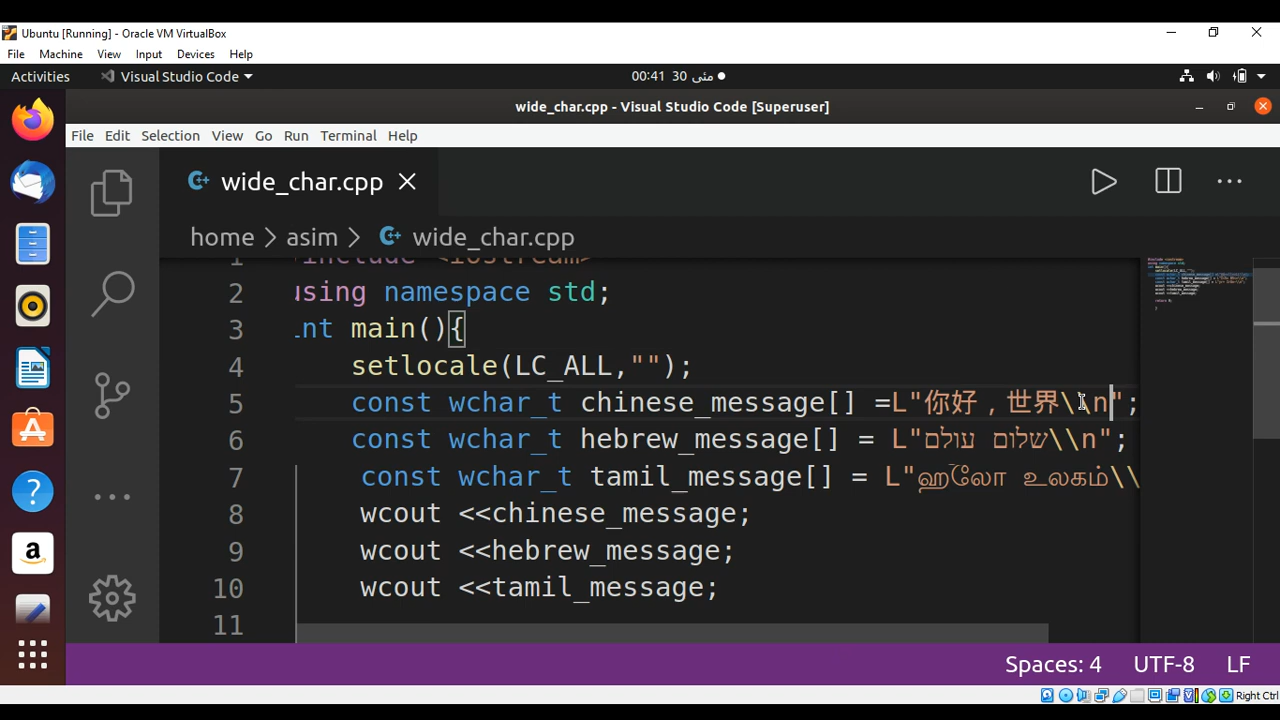 Ubuntu [Running] - Oracle VM VirtualBox
File Machine View Input Devices Help
Activities Visual Studio Code 00:41 30 مئی
wide_char.cpp - Visual Studio Code [Superuser]
File Edit Selection View Go Run Terminal Help
wide_char.cpp
home > asim > wide_char.cpp
1 #include <iostream>
2 using namespace std;
3 int main(){
4 setlocale(LC_ALL,"");
5 const wchar_t chinese_message[] =L"你好，世界\\n";
6 const wchar_t hebrew_message[] = L"שלום עולם\\n";
7 const wchar_t tamil_message[] = L"ஹலோ உலகம்\\
8 wcout <<chinese_message;
9 wcout <<hebrew_message;
10 wcout <<tamil_message;
11
Spaces: 4 UTF-8 LF
Right Ctrl